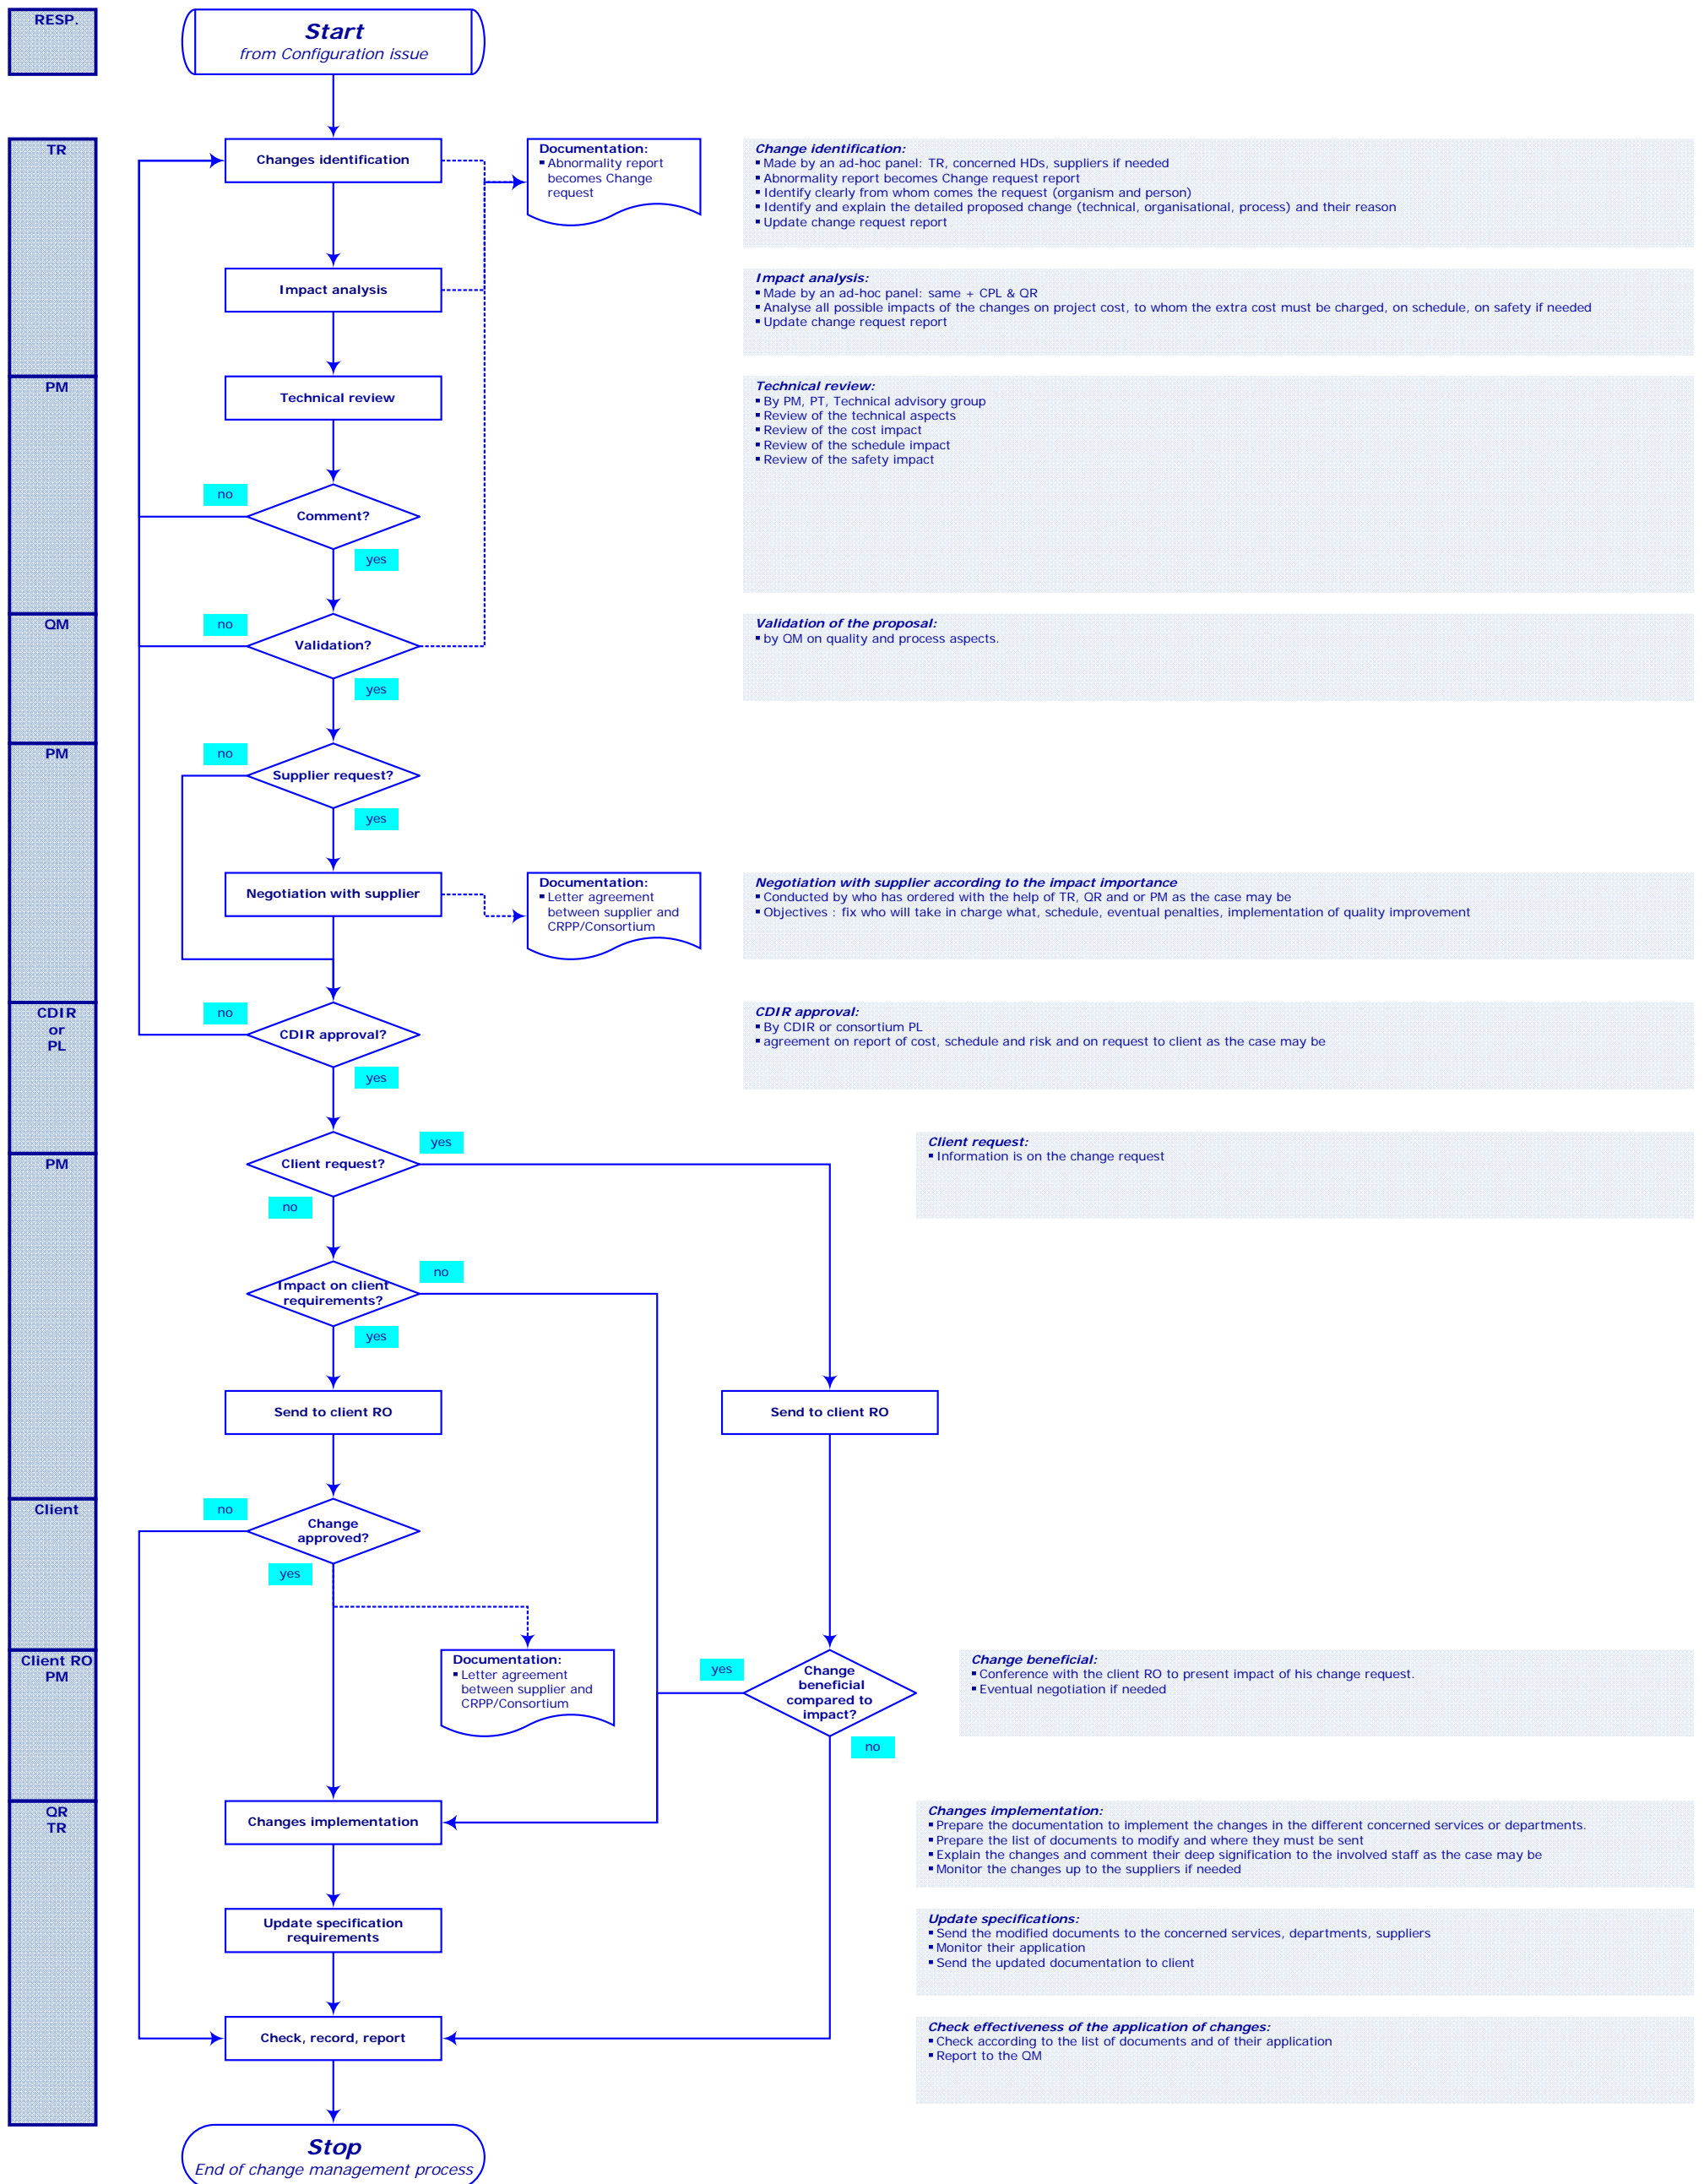 RESP.
Start
from Configuration issue
TR
Changes identification
Documentation:
▪ Abnormality report
becomes Change
request
Change identification:
▪ Made by an ad-hoc panel: TR, concerned HDs, suppliers if needed
▪ Abnormality report becomes Change request report
▪ Identify clearly from whom comes the request (organism and person)
▪ Identify and explain the detailed proposed change (technical, organisational, process) and their reason
▪ Update change request report
Impact analysis
Impact analysis:
▪ Made by an ad-hoc panel: same + CPL & QR
▪ Analyse all possible impacts of the changes on project cost, to whom the extra cost must be charged, on schedule, on safety if needed
▪ Update change request report
PM
Technical review
Technical review:
▪ By PM, PT, Technical advisory group
▪ Review of the technical aspects
▪ Review of the cost impact
▪ Review of the schedule impact
▪ Review of the safety impact
no
Comment?
yes
QM
no
Validation?
yes
Validation of the proposal:
▪ by QM on quality and process aspects.
PM
no
Supplier request?
yes
Negotiation with supplier
Documentation:
▪ Letter agreement
between supplier and
CRPP/Consortium
Negotiation with supplier according to the impact importance
▪ Conducted by who has ordered with the help of TR, QR and or PM as the case may be
▪ Objectives : fix who will take in charge what, schedule, eventual penalties, implementation of quality improvement
CDIR
or
PL
no
CDIR approval?
yes
CDIR approval:
▪ By CDIR or consortium PL
▪ agreement on report of cost, schedule and risk and on request to client as the case may be
PM
Client request?
yes
no
Client request:
▪ Information is on the change request
Impact on client
requirements?
no
yes
Send to client RO
Send to client RO
Client
no
Change
approved?
yes
Client RO
PM
Documentation:
▪ Letter agreement
between supplier and
CRPP/Consortium
yes
Change
beneficial
compared to
impact?
no
Change beneficial:
▪ Conference with the client RO to present impact of his change request.
▪ Eventual negotiation if needed
QR
TR
Changes implementation
Changes implementation:
▪ Prepare the documentation to implement the changes in the different concerned services or departments.
▪ Prepare the list of documents to modify and where they must be sent
▪ Explain the changes and comment their deep signification to the involved staff as the case may be
▪ Monitor the changes up to the suppliers if needed
Update specification
requirements
Update specifications:
▪ Send the modified documents to the concerned services, departments, suppliers
▪ Monitor their application
▪ Send the updated documentation to client
Check, record, report
Check effectiveness of the application of changes:
▪ Check according to the list of documents and of their application
▪ Report to the QM
Stop
End of change management process